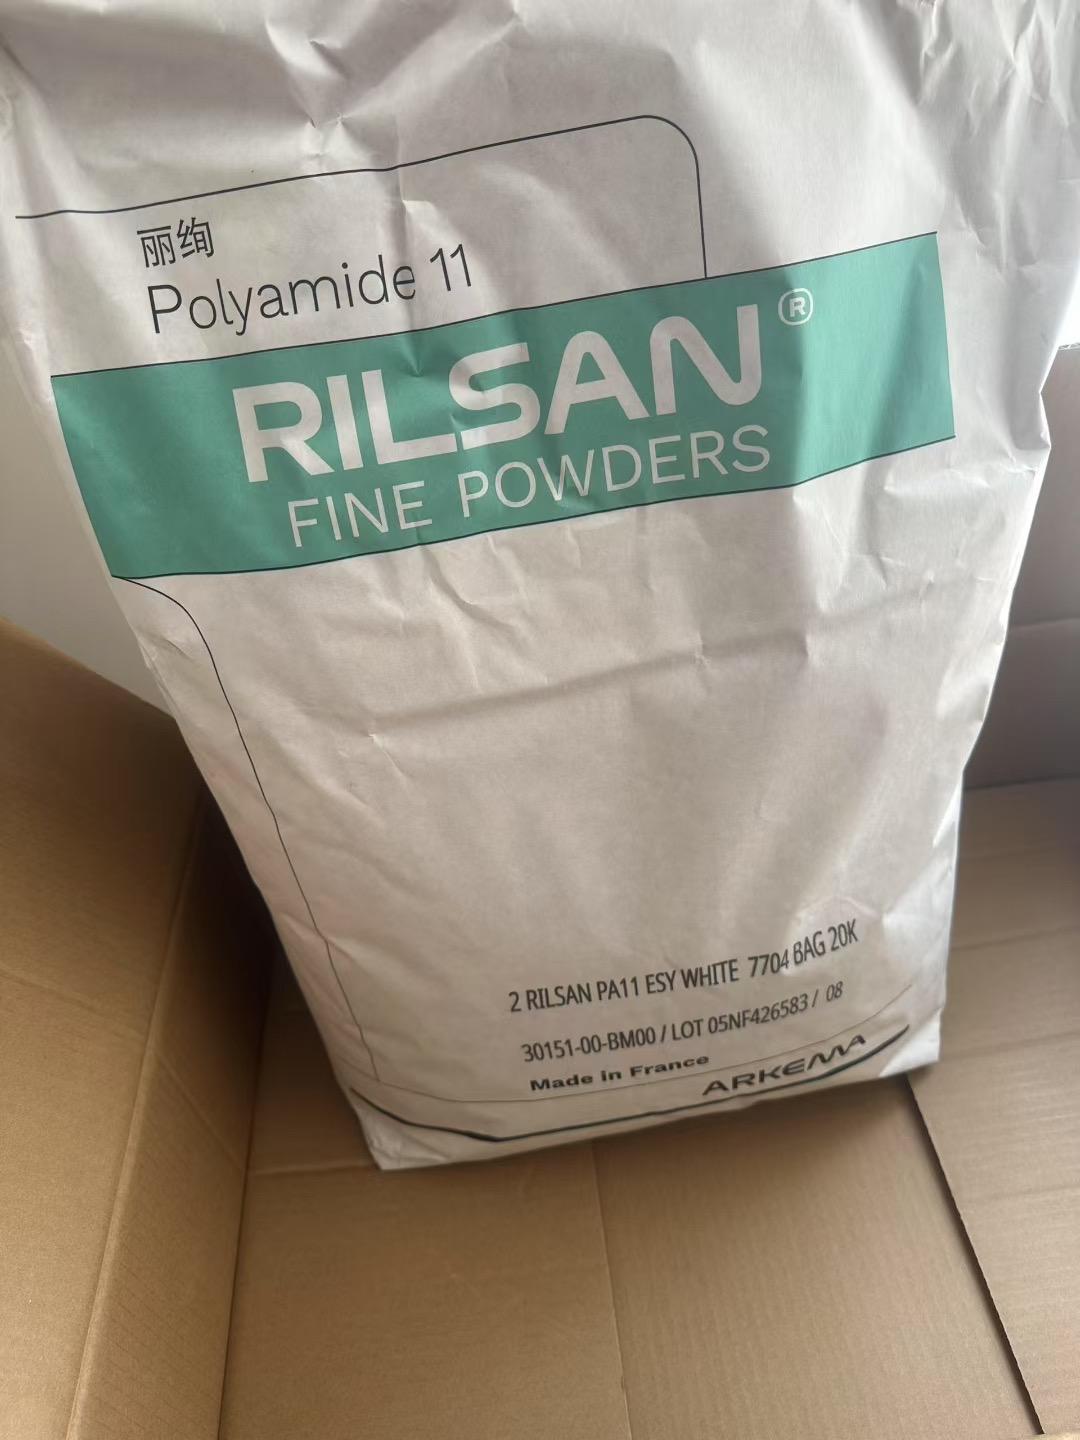 丽绚
Polyamide 11
RILSAN®
FINE POWDERS
2 RILSAN PA11 ESY WHITE 7704 BAG 20K
30151-00-BM00 / LOT 05NF426583 / 08
Made in France
ARKEMA